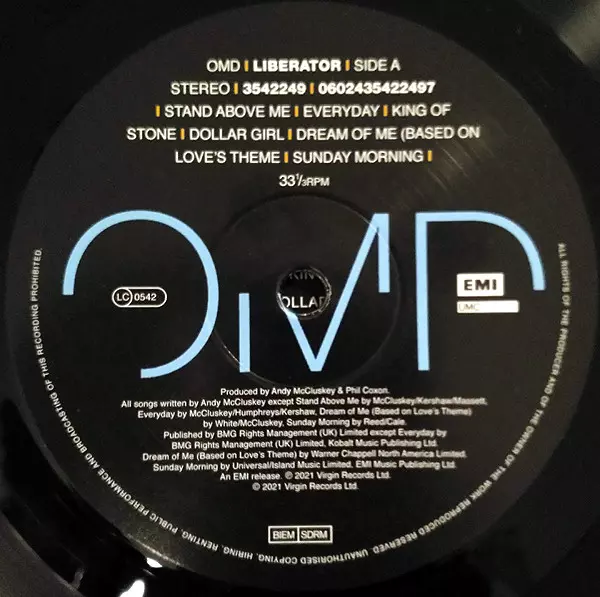 OMD | LIBERATOR | SIDE A
STEREO | 3542249 | 0602435422497
| STAND ABOVE ME | EVERYDAY | KING OF
STONE | DOLLAR GIRL | DREAM OF ME (BASED ON
LOVE'S THEME | SUNDAY MORNING |
33⅓RPM
OMD
KING
OLLAR
LC 0542
EMI
UMC
Produced by Andy McCluskey & Phil Coxon.
All songs written by Andy McCluskey except Stand Above Me by McCluskey/Kershaw/Massett,
Everyday by McCluskey/Humphreys/Kershaw, Dream of Me (Based on Love's Theme)
by White/McCluskey, Sunday Morning by Reed/Cale.
Published by BMG Rights Management (UK) Limited except Everyday by
BMG Rights Management (UK) Limited, Kobalt Music Publishing Ltd.
Dream of Me (Based on Love's Theme) by Warner Chappell North America Limited.
Sunday Morning by Universal/Island Music Limited. EMI Music Publishing Ltd.
An EMI release. ℗ 2021 Virgin Records Ltd.
© 2021 Virgin Records Ltd.
BIEM | SDRM
ALL RIGHTS OF THE PRODUCER AND OF THE OWNER OF THE WORK REPRODUCED RESERVED. UNAUTHORISED COPYING, HIRING, RENTING, PUBLIC PERFORMANCE AND BROADCASTING OF THIS RECORDING PROHIBITED.